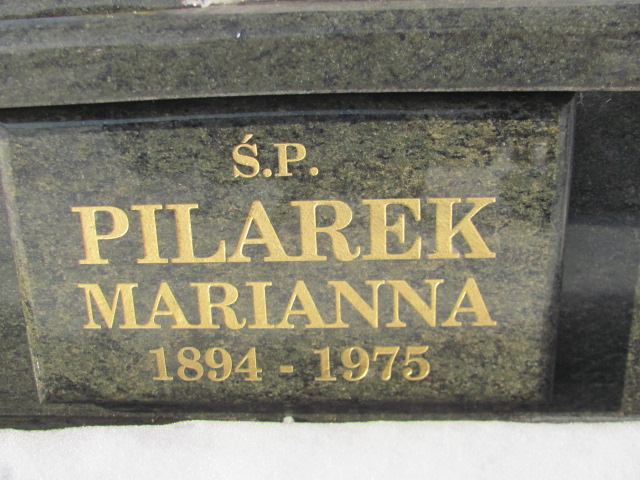 Ś.P.
PILAREK
MARIANNA
1894 - 1975